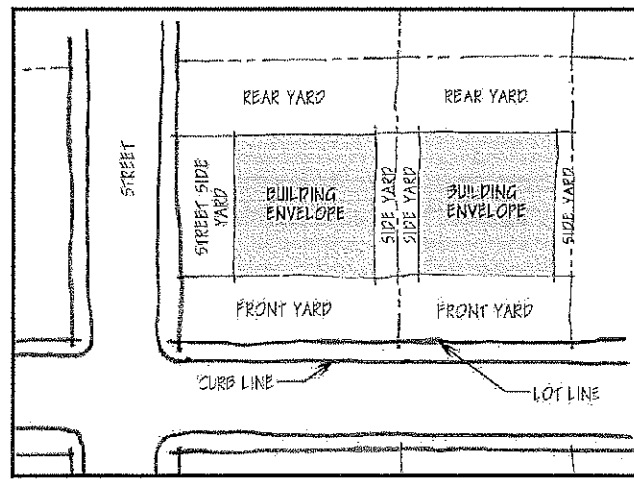 REAR YARD
REAR YARD
STREET
STREET SIDE
YARD
BUILDING
ENVELOPE
SIDE YARD
SIDE YARD
BUILDING
ENVELOPE
SIDE YARD
FRONT YARD
FRONT YARD
CURB LINE
LOT LINE